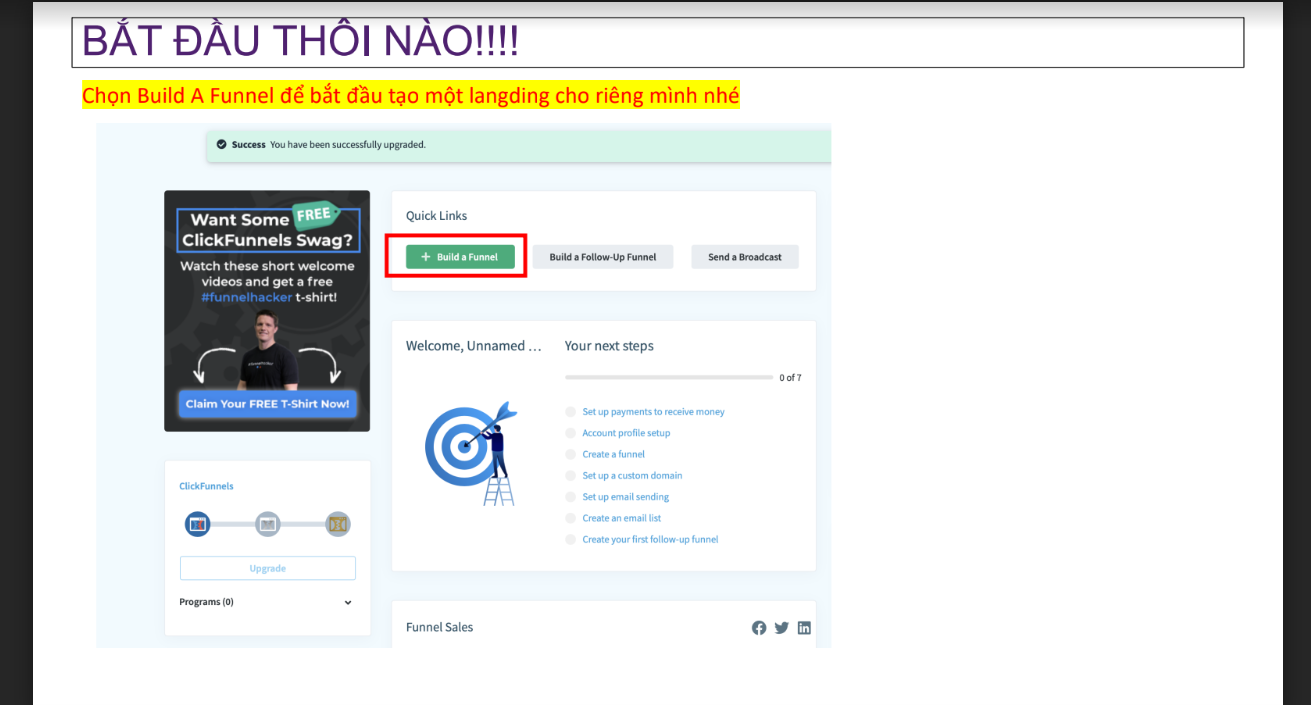 BẮT ĐẦU THÔI NÀO!!!!
Chọn Build A Funnel để bắt đầu tạo một langding cho riêng mình nhé
Success You have been successfully upgraded.
Want Some FREE
ClickFunnels Swag?
Watch these short welcome
videos and get a free
#funnelhacker t-shirt!
Claim Your FREE T-Shirt Now!
ClickFunnels
Upgrade
Programs (0)
Quick Links
+ Build a Funnel
Build a Follow-Up Funnel
Send a Broadcast
Welcome, Unnamed ...
Your next steps
0 of 7
Set up payments to receive money
Account profile setup
Create a funnel
Set up a custom domain
Set up email sending
Create an email list
Create your first follow-up funnel
Funnel Sales